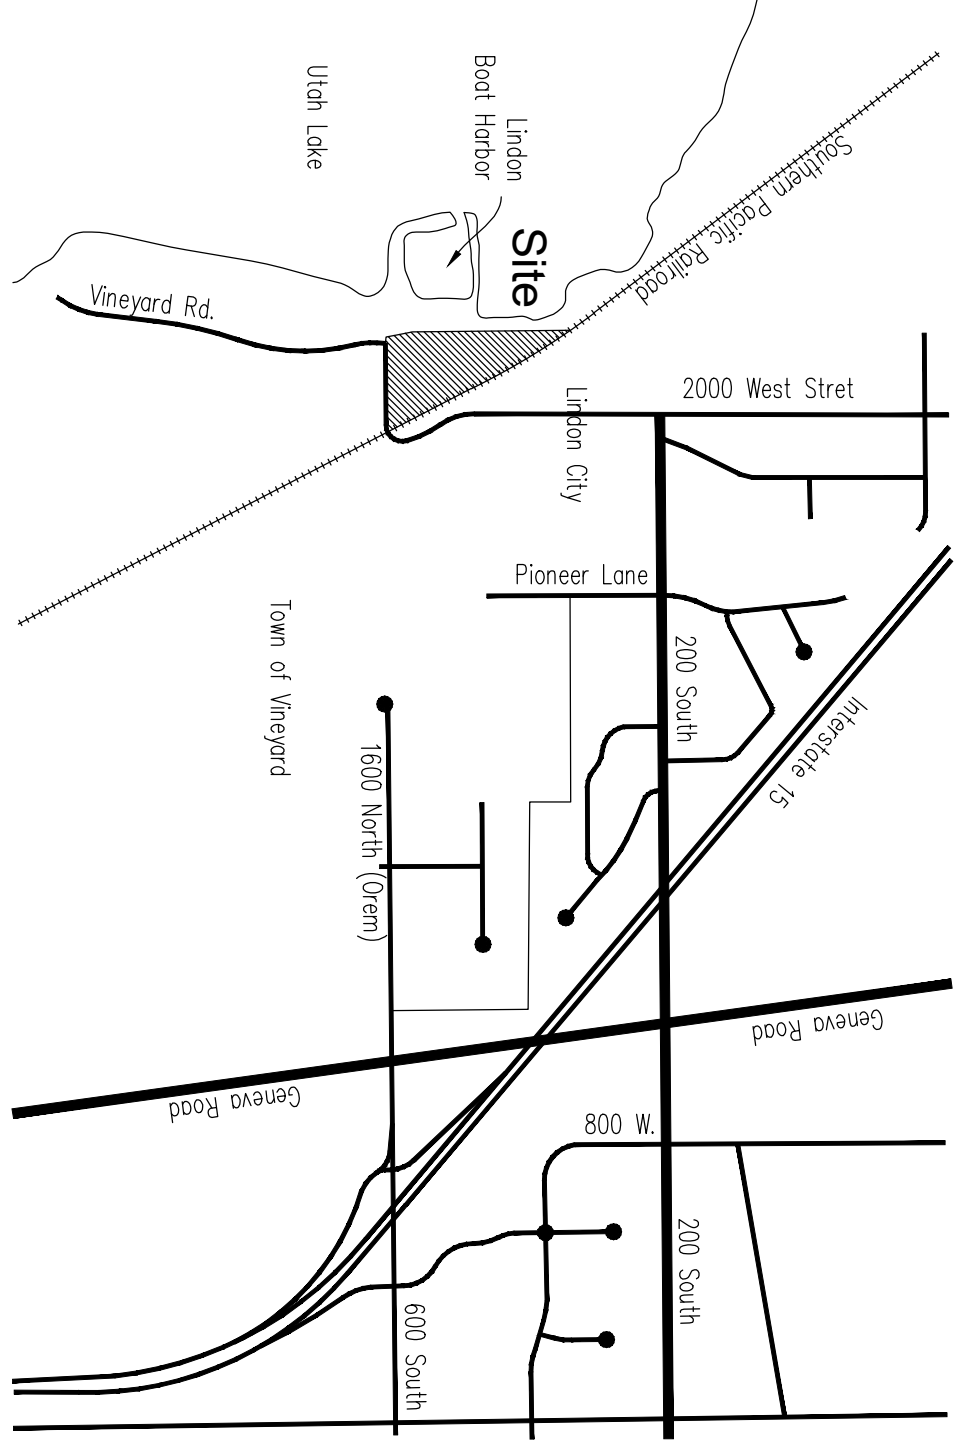 Southern Pacific Railroad
Utah Lake
Lindon
Boat Harbor
Site
Vineyard Rd.
2000 West Stret
Lindon City
Pioneer Lane
200 South
Interstate 15
Town of Vineyard
1600 North (Orem)
Geneva Road
Geneva Road
800 W.
200 South
600 South